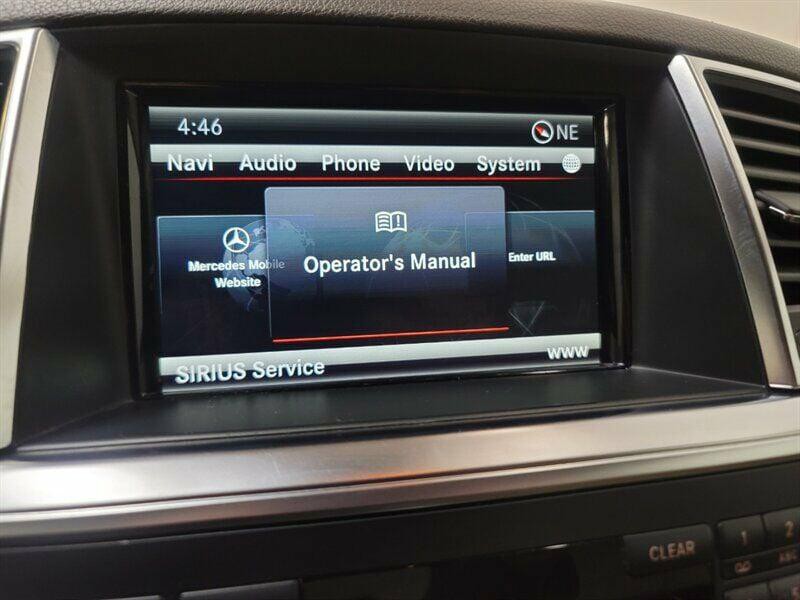 4:46 NE
Navi Audio Phone Video System
Mercedes Mobile
Website
Operator's Manual
Enter URL
SIRIUS Service WWW
CLEAR 1 2
ABC